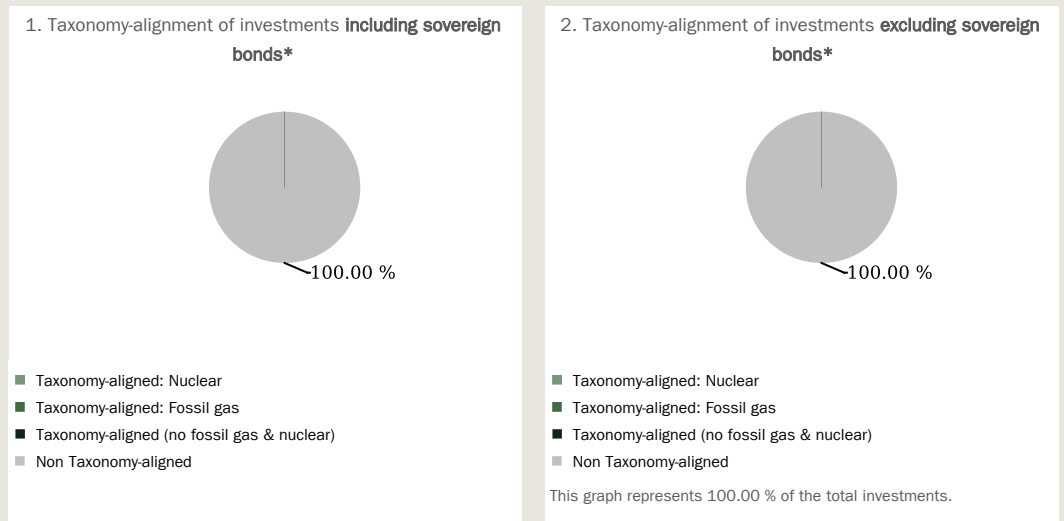 1. Taxonomy-alignment of investments including sovereign
bonds*
100.00 %
Taxonomy-aligned: Nuclear
Taxonomy-aligned: Fossil gas
Taxonomy-aligned (no fossil gas & nuclear)
Non Taxonomy-aligned
2. Taxonomy-alignment of investments excluding sovereign
bonds*
100.00 %
Taxonomy-aligned: Nuclear
Taxonomy-aligned: Fossil gas
Taxonomy-aligned (no fossil gas & nuclear)
Non Taxonomy-aligned
This graph represents 100.00 % of the total investments.